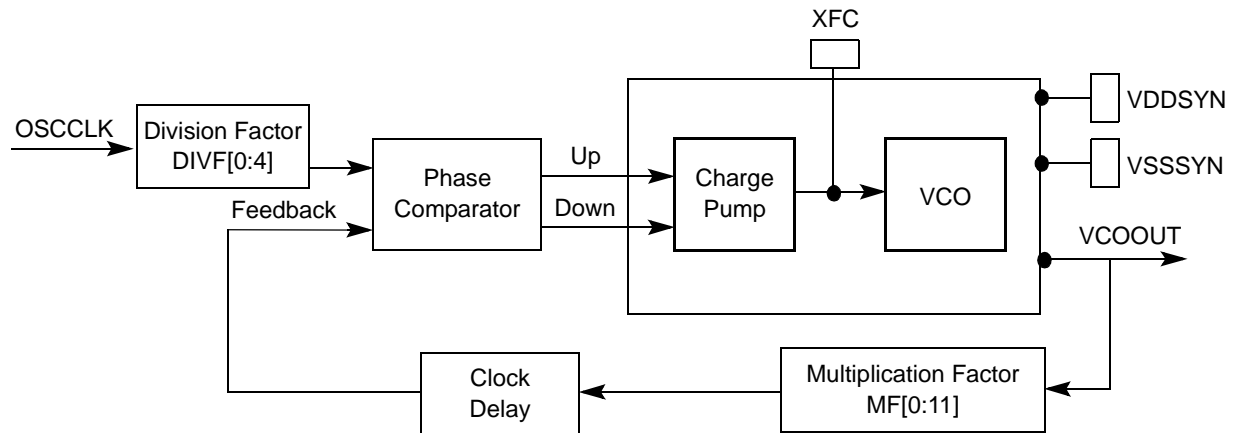 XFC
VDDSYN
OSCCLK
Division Factor
DIVF[0:4]
Up
Phase
Comparator
Charge
Pump
VCO
VSSSYN
Feedback
Down
VCOOUT
Clock
Delay
Multiplication Factor
MF[0:11]